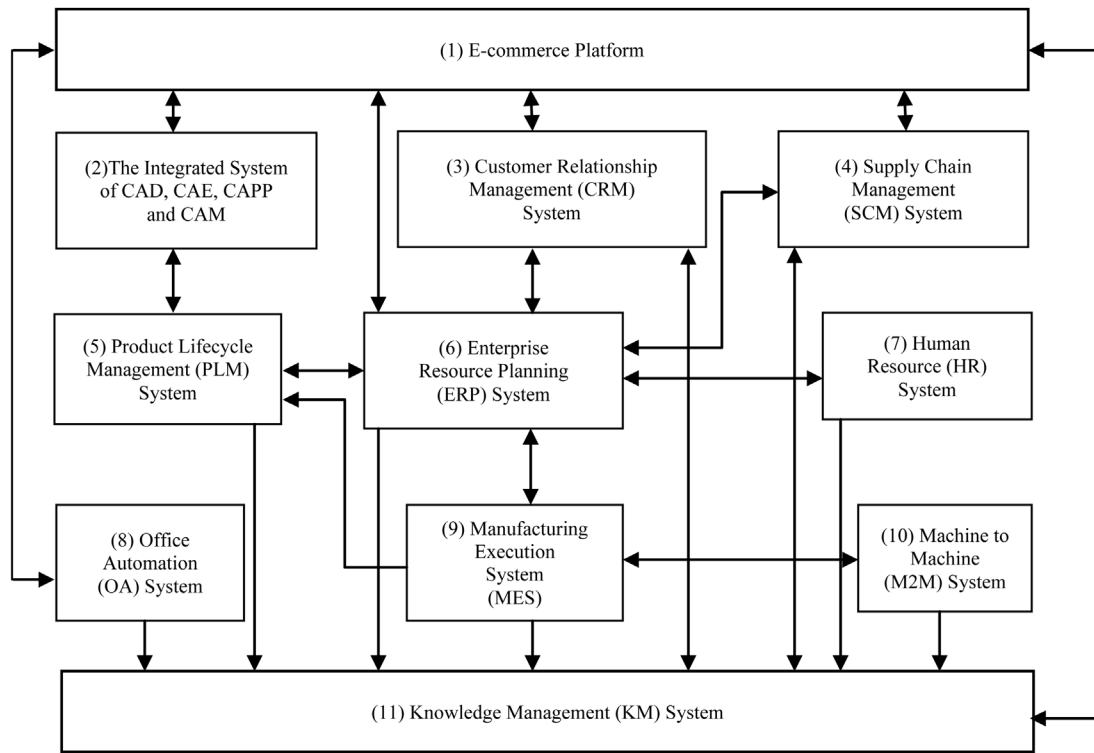 (1) E-commerce Platform
(2)The Integrated System
of CAD, CAE, CAPP
and CAM
(3) Customer Relationship
Management (CRM)
System
(4) Supply Chain
Management
(SCM) System
(5) Product Lifecycle
Management (PLM)
System
(6) Enterprise
Resource Planning
(ERP) System
(7) Human
Resource (HR)
System
(8) Office
Automation
(OA) System
(9) Manufacturing
Execution
System
(MES)
(10) Machine to
Machine
(M2M) System
(11) Knowledge Management (KM) System